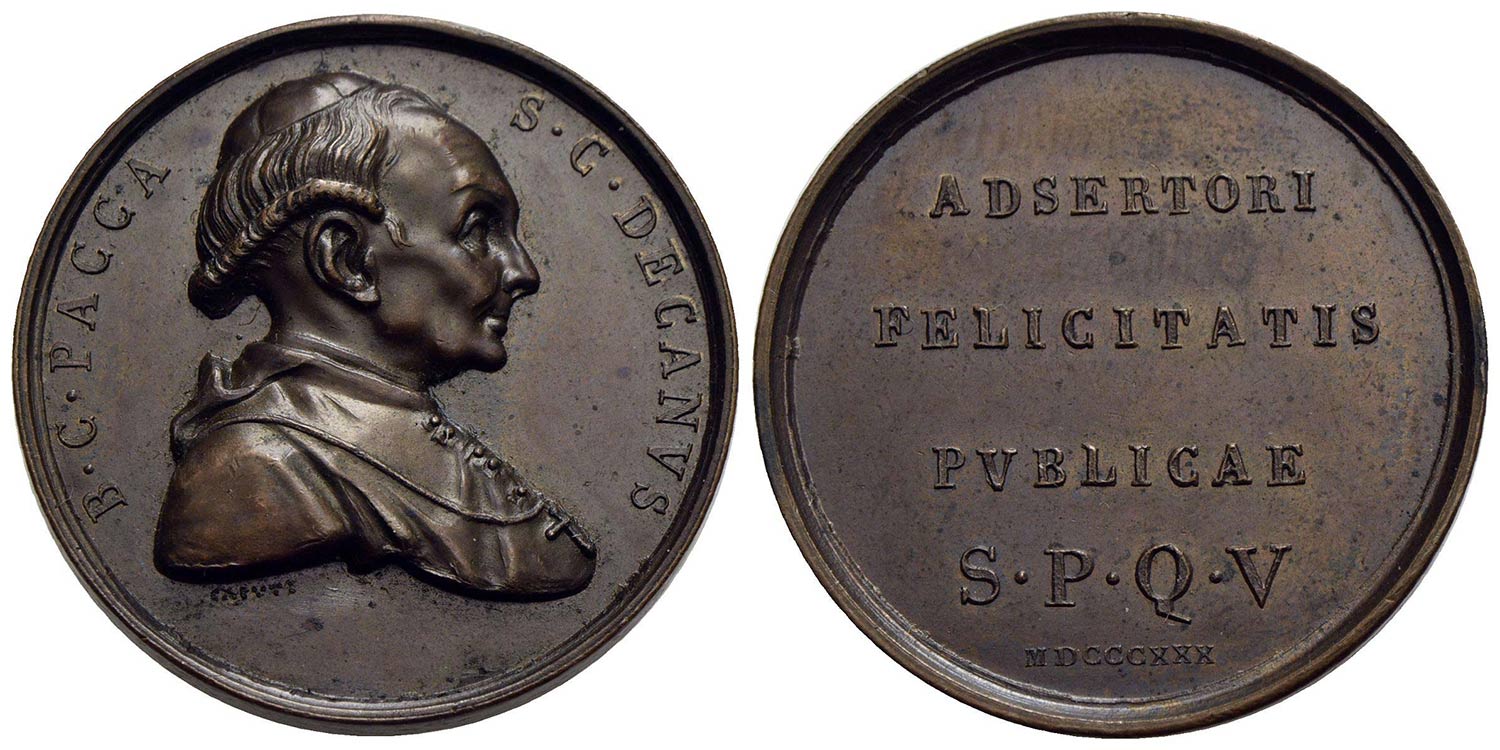 B·C·PACCA S·C·DECANVS
ADSERTORI
FELICITATIS
PVBLICAE
S·P·Q·V
MDCCCXXX